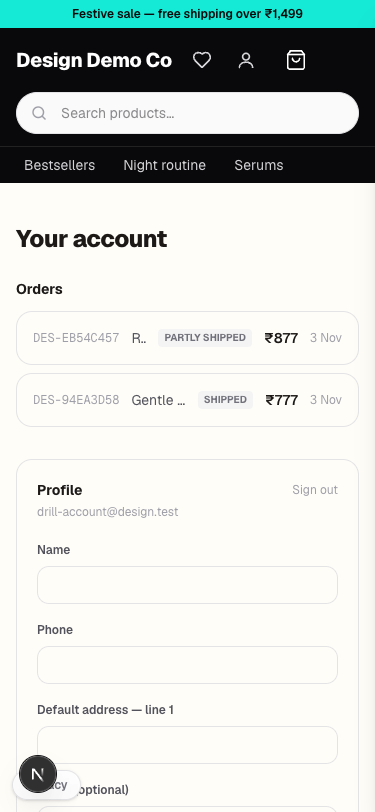 Festive sale — free shipping over ₹1,499
Design Demo Co
Search products...
Bestsellers Night routine Serums
Your account
Orders
DES-EB54C457 R.. PARTLY SHIPPED ₹877 3 Nov
DES-94EA3D58 Gentle ... SHIPPED ₹777 3 Nov
Profile Sign out
drill-account@design.test
Name
Phone
Default address — line 1
optional)
N